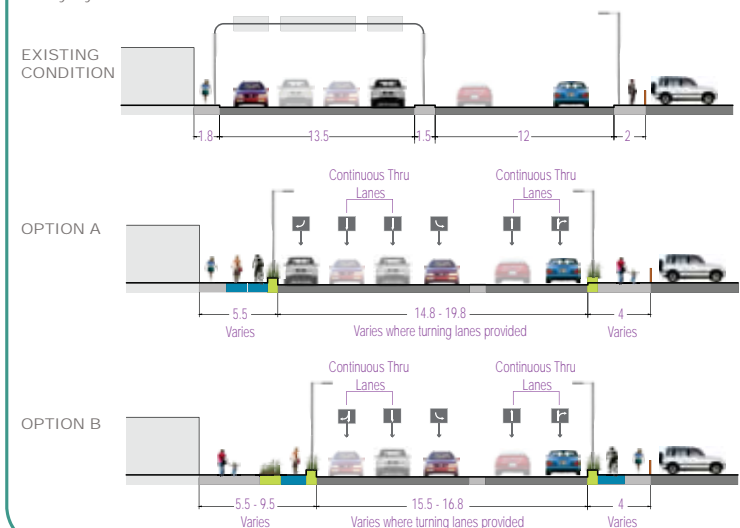 EXISTING
CONDITION
1.8
13.5
1.5
12
2
Continuous Thru
Lanes
Continuous Thru
Lanes
OPTION A
5.5
Varies
14.8 - 19.8
Varies where turning lanes provided
4
Varies
Continuous Thru
Lanes
Continuous Thru
Lanes
OPTION B
5.5 - 9.5
Varies
15.5 - 16.8
Varies where turning lanes provided
4
Varies